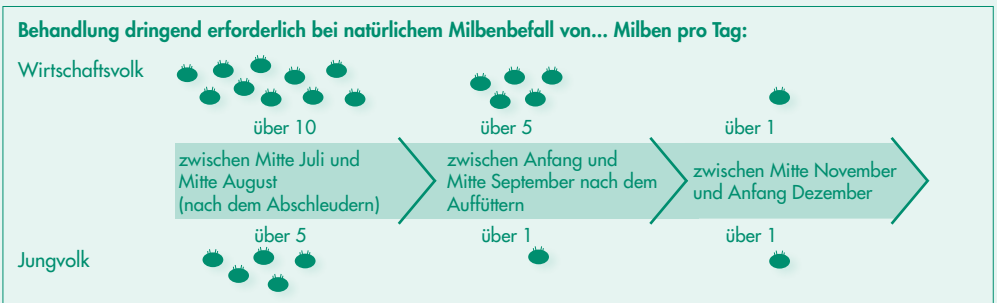 Behandlung dringend erforderlich bei natürlichem Milbenbefall von... Milben pro Tag:
Wirtschaftsvolk
über 10
über 5
über 1
zwischen Mitte Juli und
Mitte August
(nach dem Abschleudern)
zwischen Anfang und
Mitte September nach dem
Auffüttern
zwischen Mitte November
und Anfang Dezember
über 5
über 1
über 1
Jungvolk